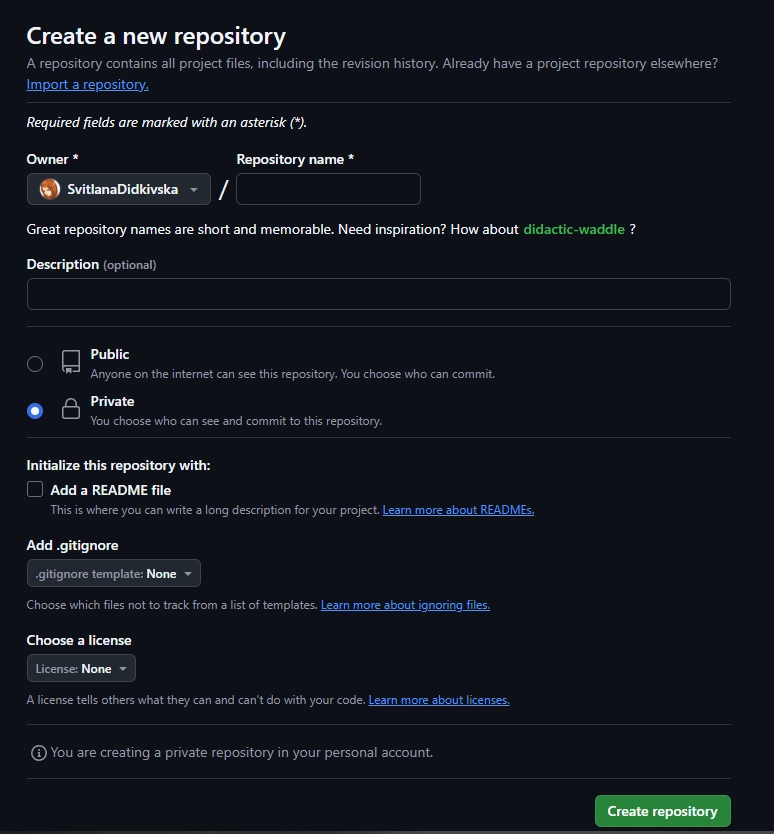 Create a new repository
A repository contains all project files, including the revision history. Already have a project repository elsewhere?
Import a repository.
Required fields are marked with an asterisk (*).
Owner * Repository name *
SvitlanaDidkivska /
Great repository names are short and memorable. Need inspiration? How about didactic-waddle ?
Description (optional)
Public
Anyone on the internet can see this repository. You choose who can commit.
Private
You choose who can see and commit to this repository.
Initialize this repository with:
Add a README file
This is where you can write a long description for your project. Learn more about READMEs.
Add .gitignore
.gitignore template: None
Choose which files not to track from a list of templates. Learn more about ignoring files.
Choose a license
License: None
A license tells others what they can and can't do with your code. Learn more about licenses.
You are creating a private repository in your personal account.
Create repository